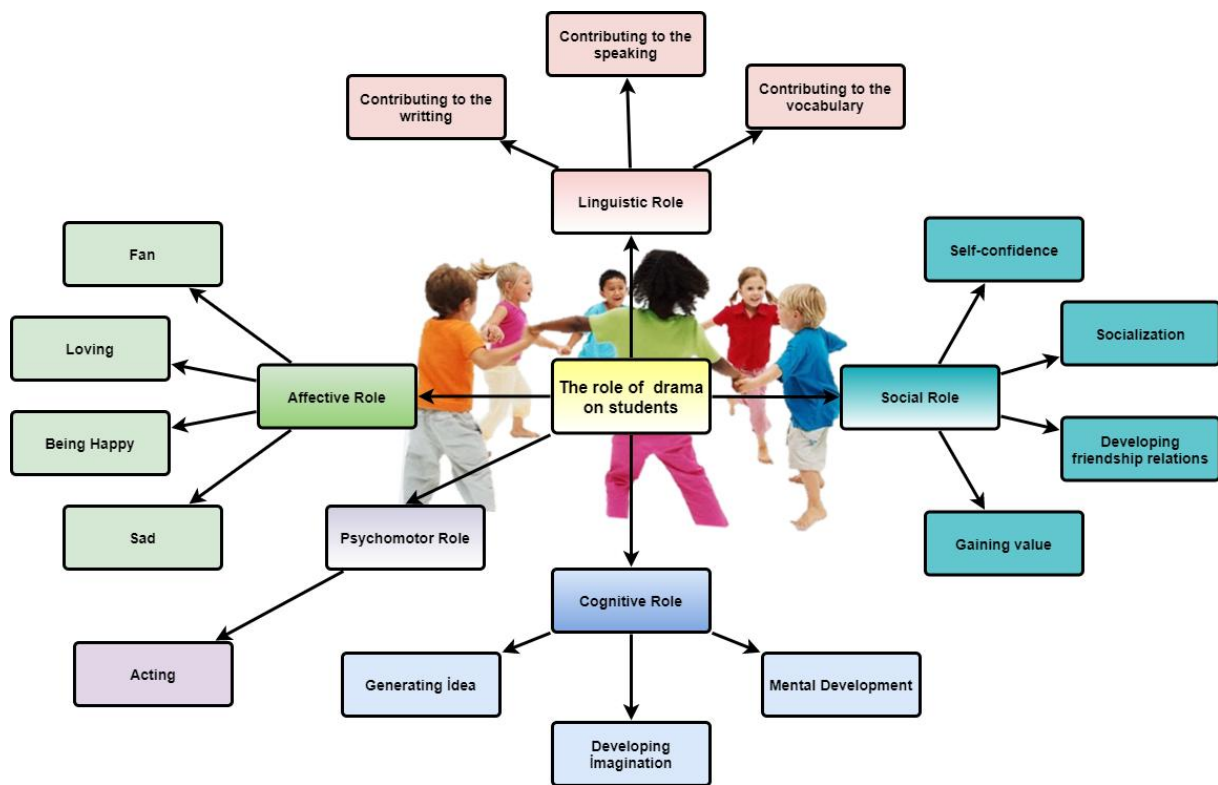 Contributing to the
speaking
Contributing to the
writting
Contributing to the
vocabulary
Linguistic Role
Fan
Loving
Being Happy
Sad
Affective Role
The role of drama
on students
Social Role
Self-confidence
Socialization
Developing
friendship relations
Gaining value
Psychomotor Role
Acting
Cognitive Role
Generating İdea
Developing
İmagination
Mental Development